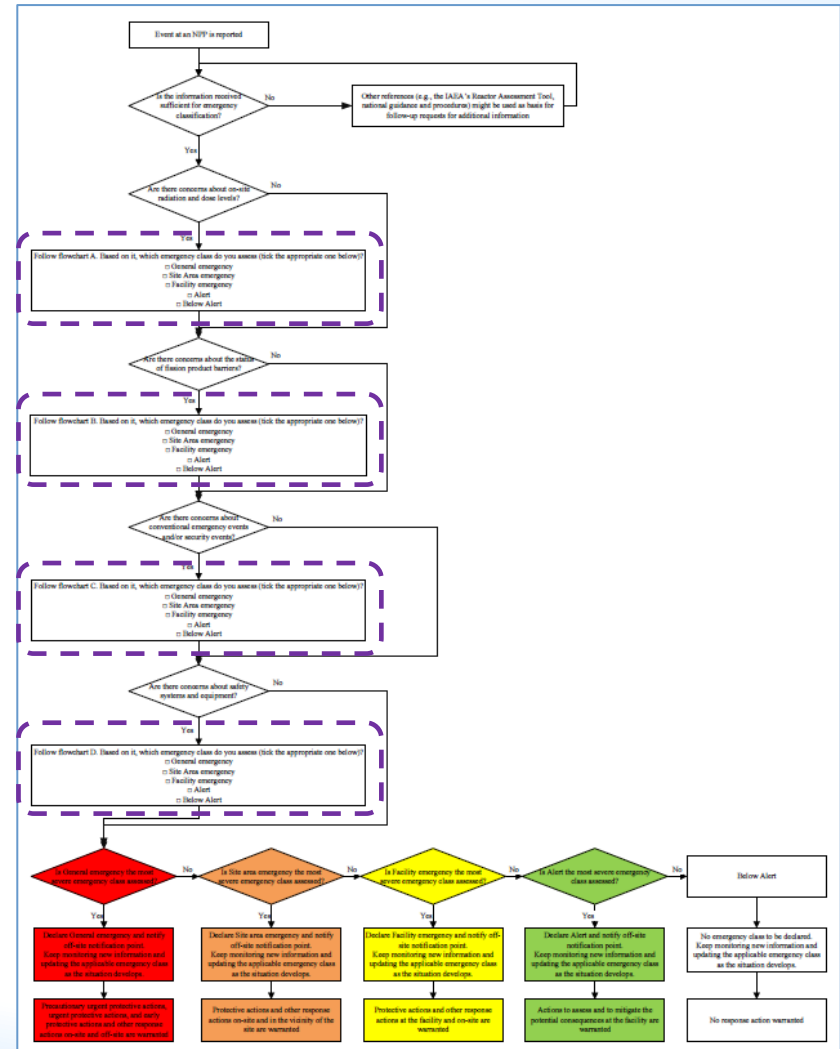 Event at an NPP is reported
Is the information received
sufficient for emergency
classification?
No
Other references (e.g., the IAEA's Reactor Assessment Tool,
national guidance and procedures) might be used as basis for
follow-up requests for additional information
Yes
Are there concerns about on-site
radiation and dose levels?
No
Yes
Follow flowchart A. Based on it, which emergency class do you assess (tick the appropriate one below)?
□ General emergency
□ Site Area emergency
□ Facility emergency
□ Alert
□ Below Alert
Are there concerns about the status
of fission product barriers?
No
Yes
Follow flowchart B. Based on it, which emergency class do you assess (tick the appropriate one below)?
□ General emergency
□ Site Area emergency
□ Facility emergency
□ Alert
□ Below Alert
Are there concerns about
conventional emergency events
and/or security events?
No
Yes
Follow flowchart C. Based on it, which emergency class do you assess (tick the appropriate one below)?
□ General emergency
□ Site Area emergency
□ Facility emergency
□ Alert
□ Below Alert
Are there concerns about safety
systems and equipment?
No
Yes
Follow flowchart D. Based on it, which emergency class do you assess (tick the appropriate one below)?
□ General emergency
□ Site Area emergency
□ Facility emergency
□ Alert
□ Below Alert
Is General emergency the most
severe emergency class assessed?
No
Is Site area emergency the most
severe emergency class assessed?
No
Is Facility emergency the most
severe emergency class assessed?
No
Is Alert the most severe emergency
class assessed?
No
Below Alert
Yes
Yes
Yes
Yes
Declare General emergency and notify
off-site notification point.
Keep monitoring new information and
updating the applicable emergency class
as the situation develops.
Declare Site area emergency and notify
off-site notification point.
Keep monitoring new information and
updating the applicable emergency class
as the situation develops.
Declare Facility emergency and notify off-
site notification point.
Keep monitoring new information and
updating the applicable emergency class
as the situation develops.
Declare Alert and notify off-site
notification point.
Keep monitoring new information and
updating the applicable emergency class
as the situation develops.
No emergency class to be declared.
Keep monitoring new information and
updating the applicable emergency class
as the situation develops.
Precautionary urgent protective actions,
urgent protective actions, and early
protective actions and other response
actions on-site and off-site are warranted
Protective actions and other response
actions on-site and in the vicinity of the
site are warranted
Protective actions and other response
actions at the facility and on-site are
warranted
Actions to assess and to mitigate the
potential consequences at the facility are
warranted
No response action warranted